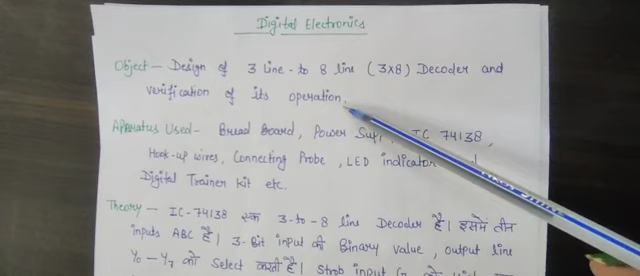 Digital Electronics
Object — Design of 3 line - to 8 line (3x8) Decoder and
verification of its operation.
Apparatus Used - Bread Board, Power IC 74138,
Hook-up wires, Connecting Probe, LED indicator
Digital Trainer Kit etc.
Theory — IC-74138 एक 3-to-8 line Decoder है। इसमें तीन
inputs ABC है। 3-Bit input की Binary value, output line
Y0 — Y7 को Select करती है। Strob input